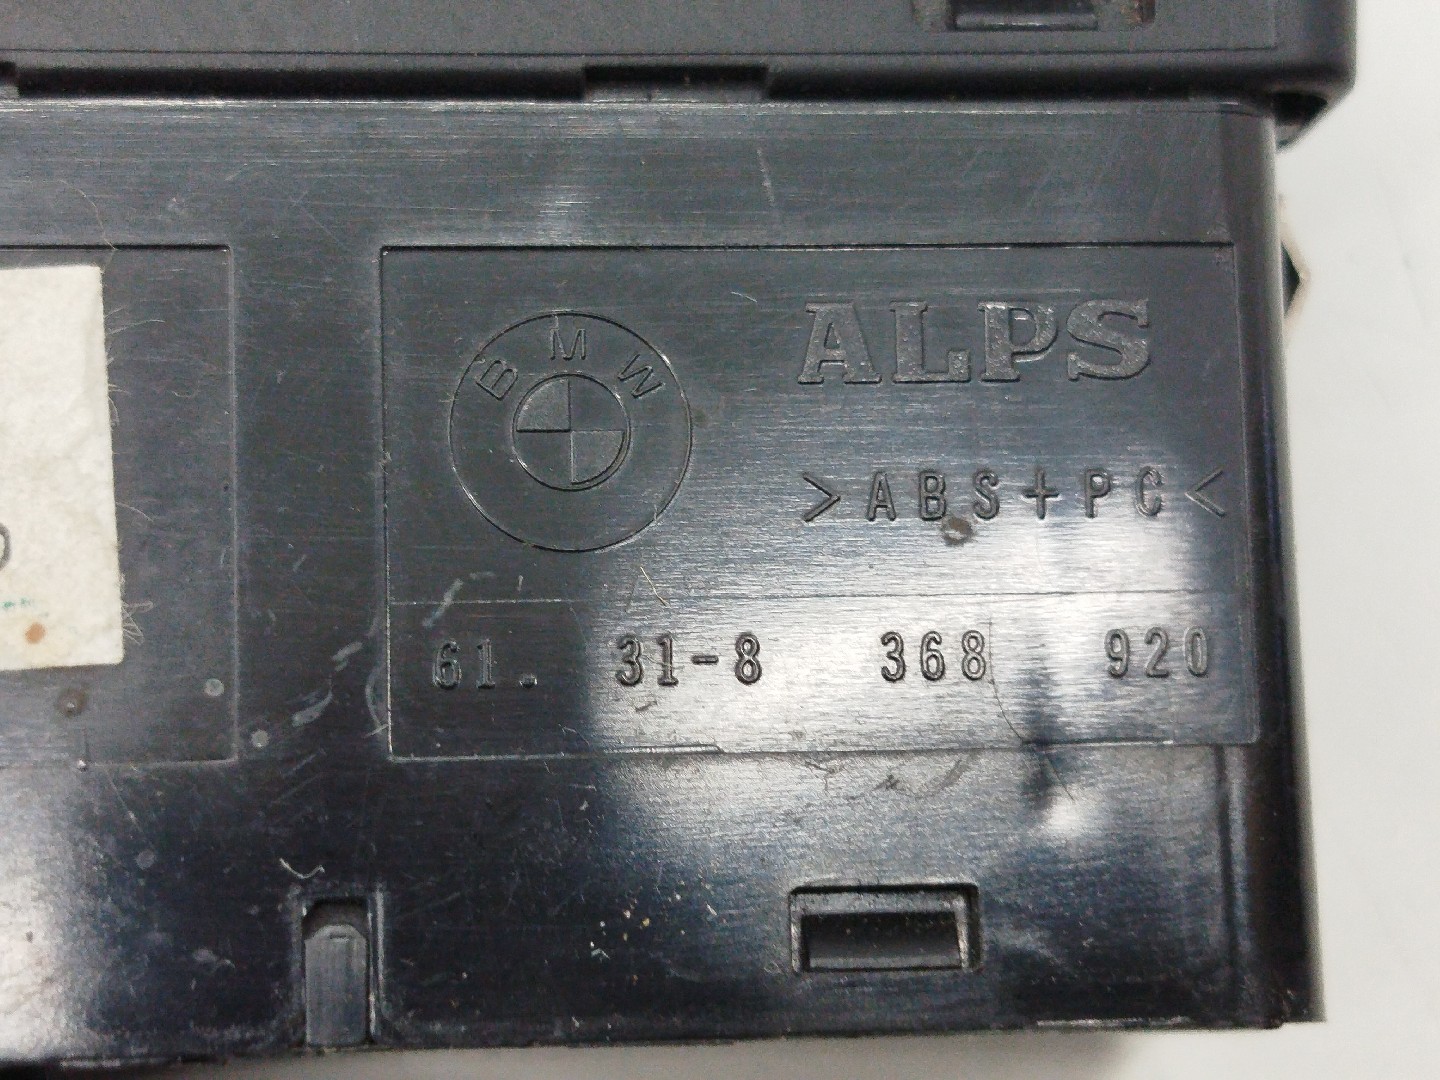 BMW
ALPS
>ABS+PC<
61. 31-8 368 920